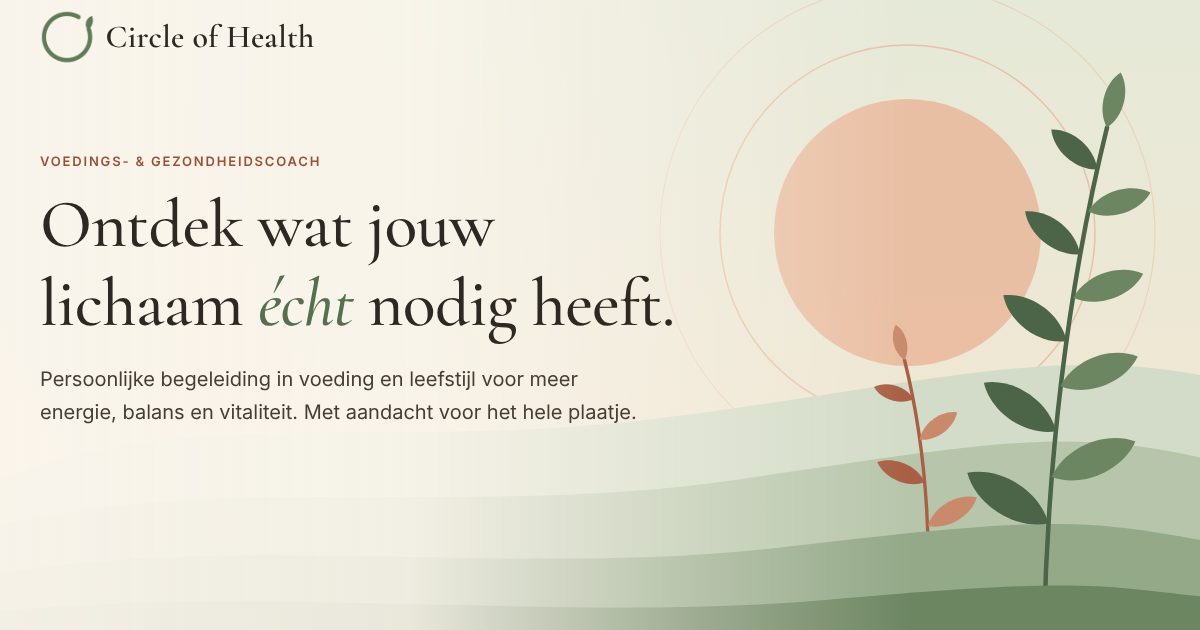 Circle of Health
VOEDINGS- & GEZONDHEIDSCOACH
Ontdek wat jouw
lichaam écht nodig heeft.
Persoonlijke begeleiding in voeding en leefstijl voor meer
energie, balans en vitaliteit. Met aandacht voor het hele plaatje.